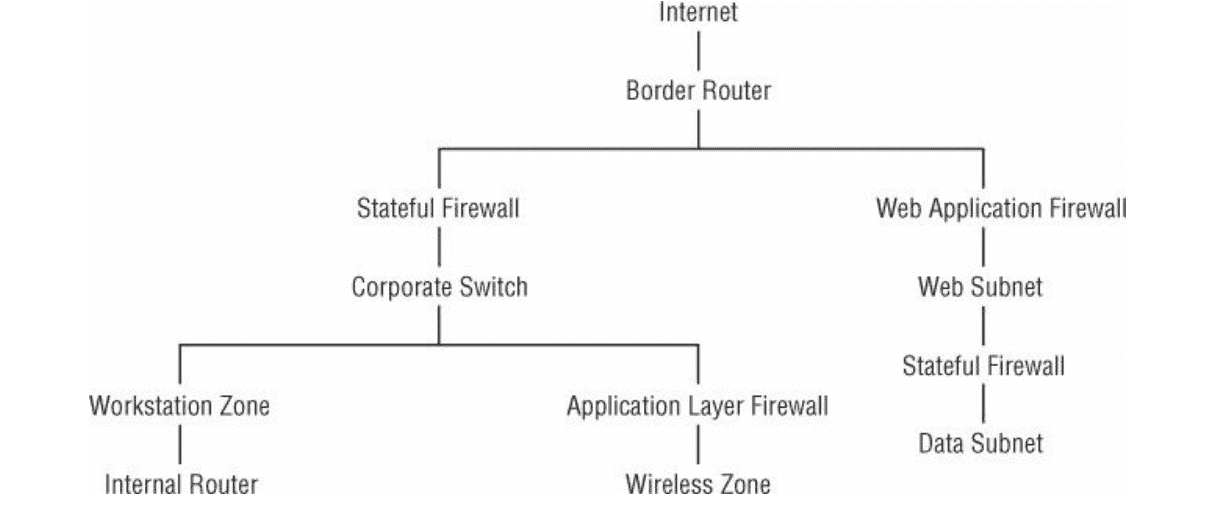 Internet
Border Router
Stateful Firewall
Web Application Firewall
Corporate Switch
Web Subnet
Stateful Firewall
Workstation Zone
Application Layer Firewall
Data Subnet
Internal Router
Wireless Zone